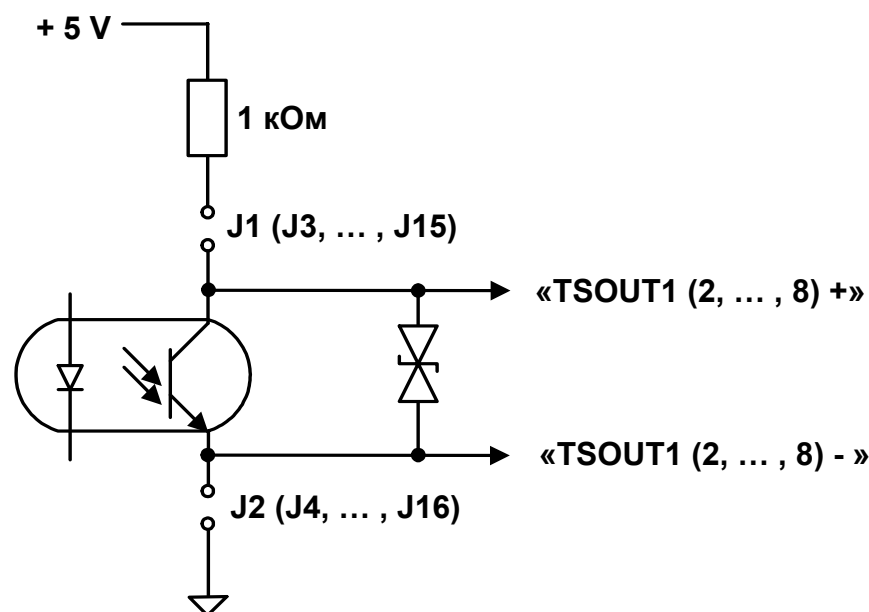 + 5 V
1 кОм
J1 (J3, … , J15)
«TSOUT1 (2, … , 8) +»
«TSOUT1 (2, … , 8) - »
J2 (J4, … , J16)